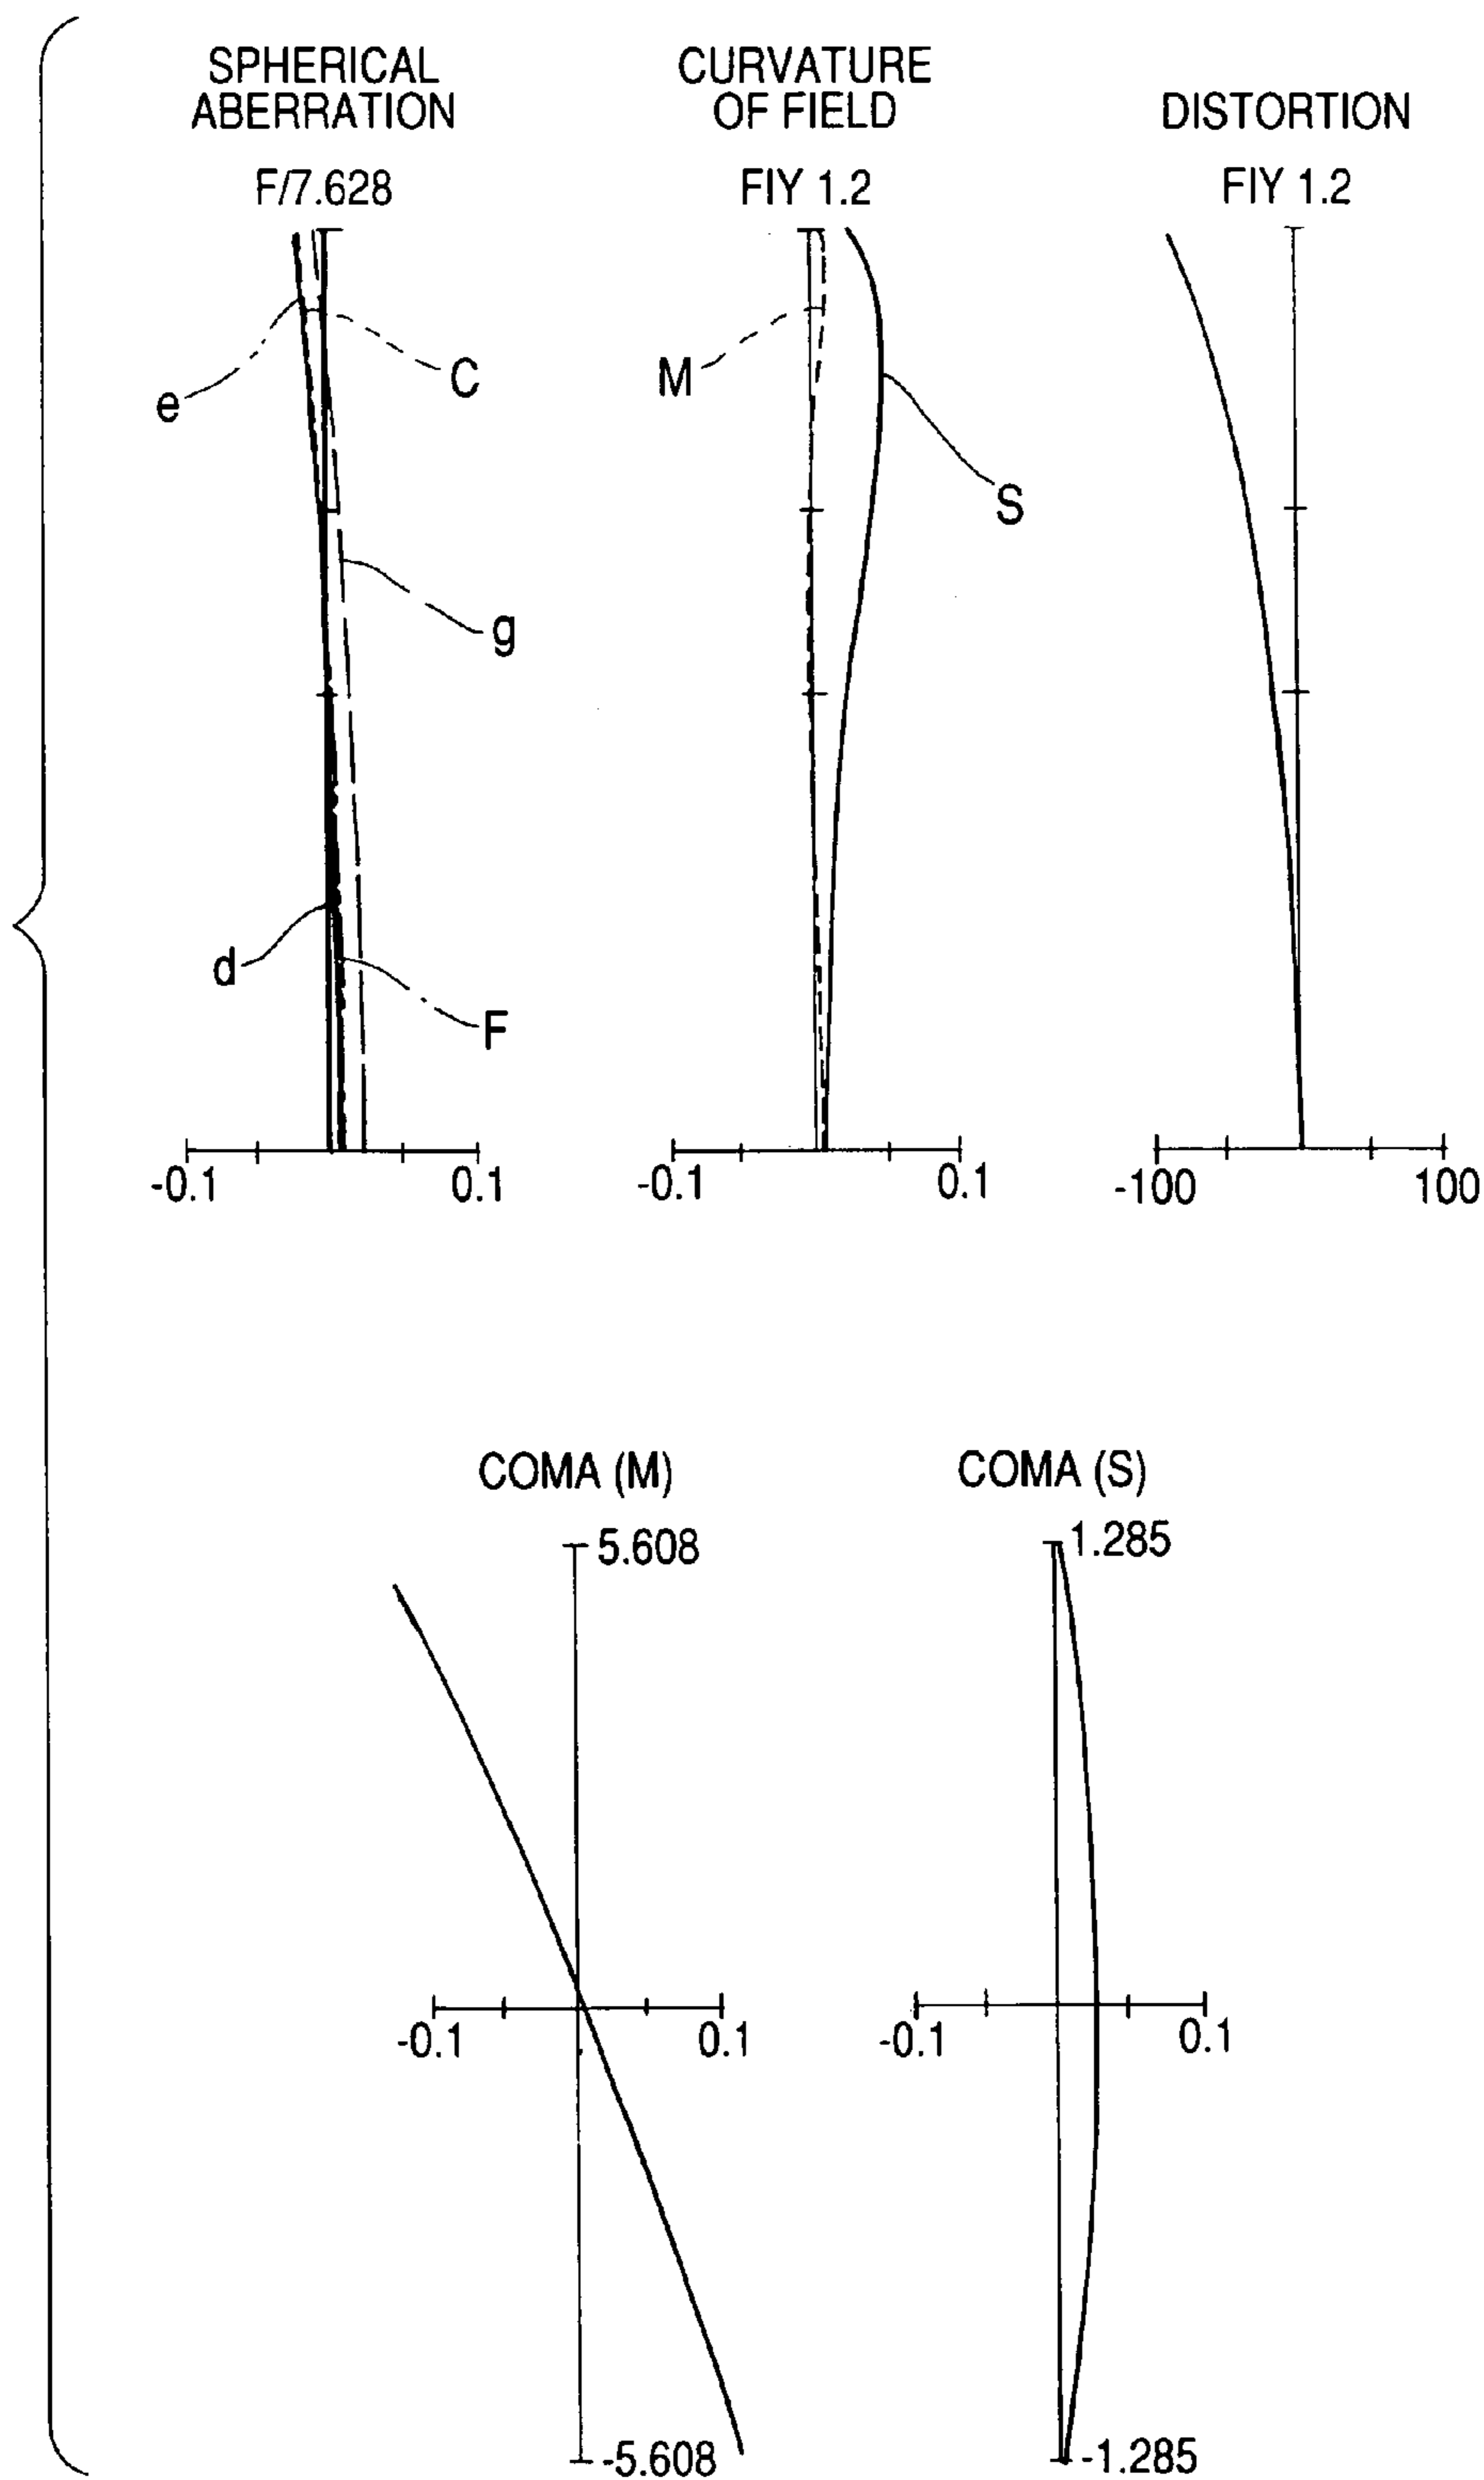 SPHERICAL
ABERRATION
F/7.628
CURVATURE
OF FIELD
FIY 1.2
DISTORTION
FIY 1.2
e
C
g
d
F
-0.1
0.1
M
S
-0.1
0.1
-100
100
COMA (M)
5.608
-0.1
0.1
-5.608
COMA (S)
1.285
-0.1
0.1
-1.285